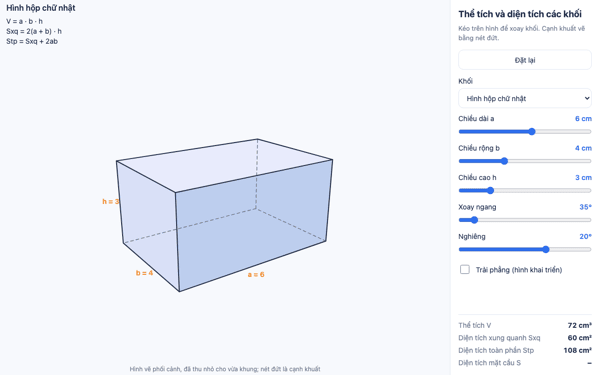 Hình hộp chữ nhật
V = a · b · h
Sxq = 2(a + b) · h
Stp = Sxq + 2ab
h = 3
b = 4
a = 6
Hình vẽ phối cảnh, đã thu nhỏ cho vừa khung; nét đứt là cạnh khuất
Thể tích và diện tích các khối
Kéo trên hình để xoay khối. Cạnh khuất vẽ
bằng nét đứt.
Đặt lại
Khối
Hình hộp chữ nhật
Chiều dài a 6 cm
Chiều rộng b 4 cm
Chiều cao h 3 cm
Xoay ngang 35°
Nghiêng 20°
Trải phẳng (hình khai triển)
Thể tích V 72 cm³
Diện tích xung quanh Sxq 60 cm²
Diện tích toàn phần Stp 108 cm²
Diện tích mặt cầu S –